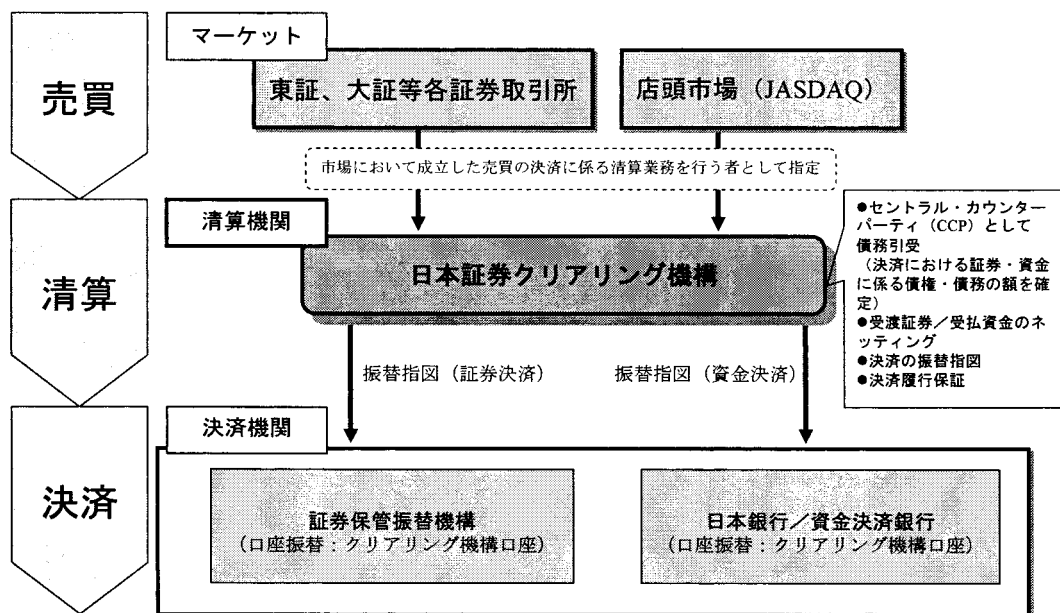 売買
マーケット
東証、大証等各証券取引所
店頭市場（JASDAQ）
市場において成立した売買の決済に係る清算業務を行う者として指定
清算
清算機関
日本証券クリアリング機構
●セントラル・カウンター
パーティ（CCP）として
債務引受
（決済における証券・資金
に係る債権・債務の額を確
定）
●受渡証券／受払資金のネ
ッティング
●決済の振替指図
●決済履行保証
振替指図（証券決済）
振替指図（資金決済）
決済
決済機関
証券保管振替機構
（口座振替：クリアリング機構口座）
日本銀行／資金決済銀行
（口座振替：クリアリング機構口座）